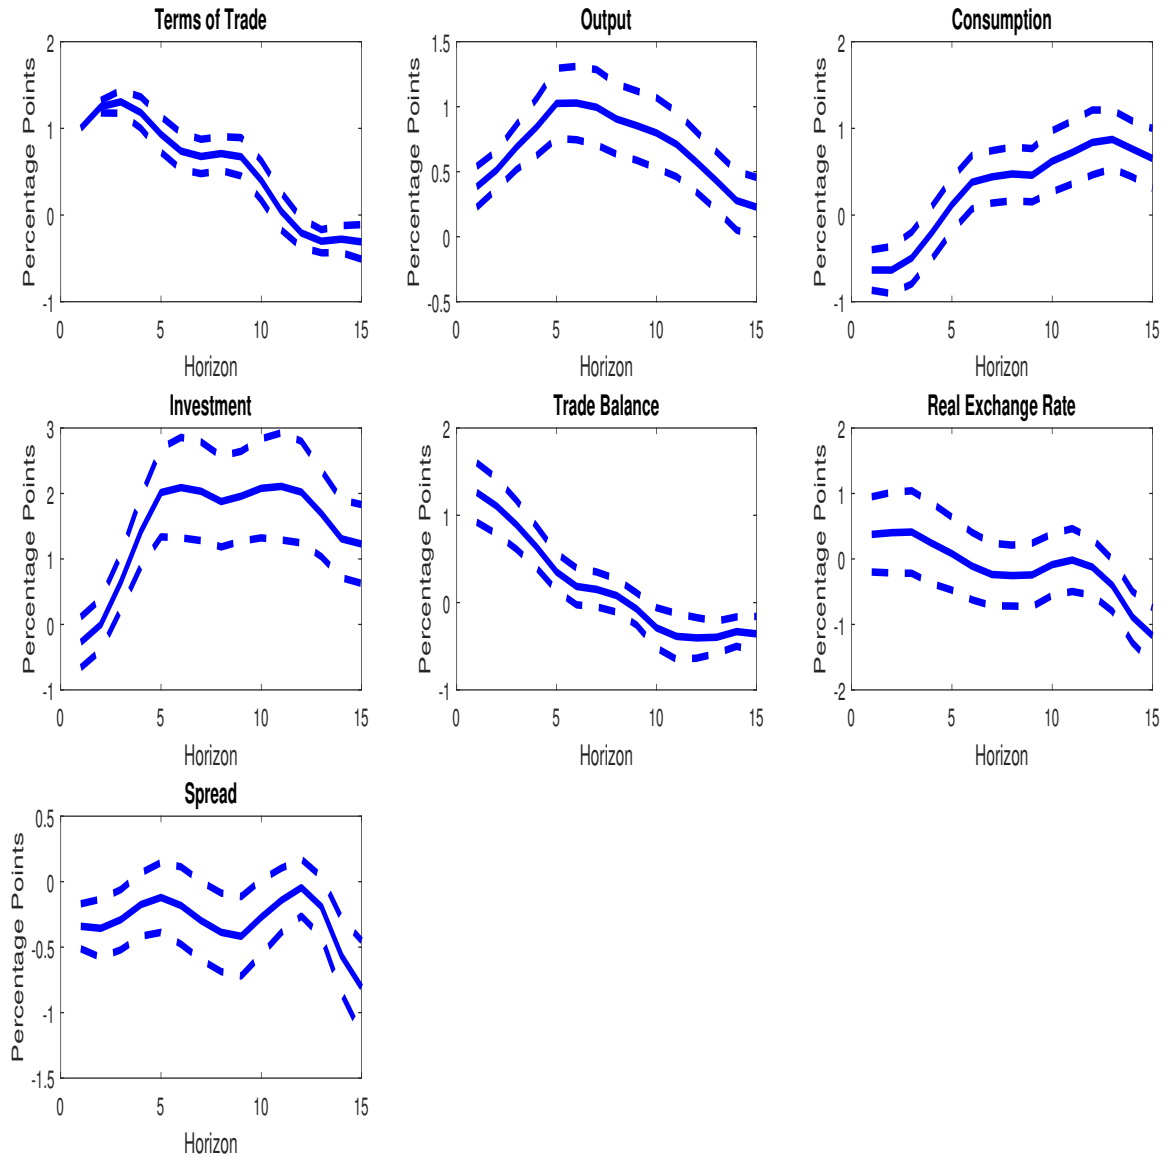 Terms of Trade
Percentage Points
2
1
0
-1
0 5 10 15
Horizon
Output
Percentage Points
1.5
1
0.5
0
-0.5
0 5 10 15
Horizon
Consumption
Percentage Points
2
1
0
-1
0 5 10 15
Horizon
Investment
Percentage Points
3
2
1
0
-1
0 5 10 15
Horizon
Trade Balance
Percentage Points
2
1
0
-1
0 5 10 15
Horizon
Real Exchange Rate
Percentage Points
2
1
0
-1
-2
0 5 10 15
Horizon
Spread
Percentage Points
0.5
0
-0.5
-1
-1.5
0 5 10 15
Horizon